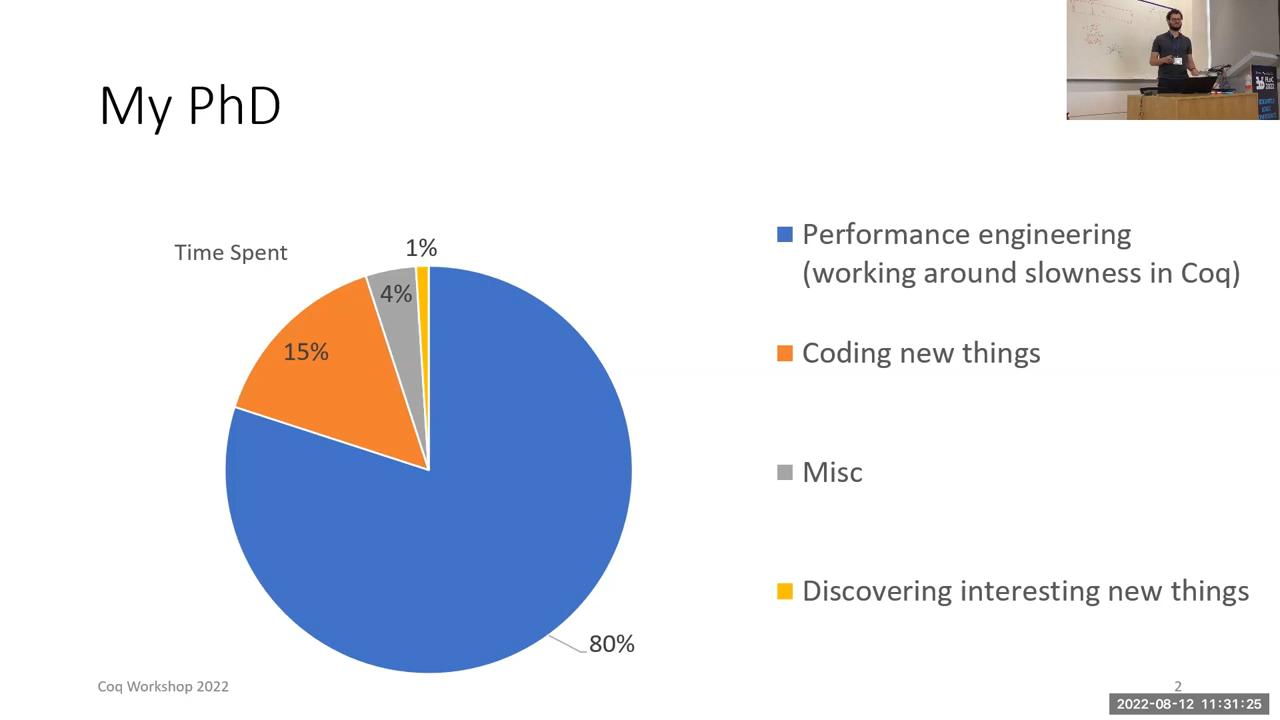 My PhD
Time Spent
1%
4%
15%
80%
Performance engineering
(working around slowness in Coq)
Coding new things
Misc
Discovering interesting new things
Coq Workshop 2022
2
2022-08-12 11:31:25